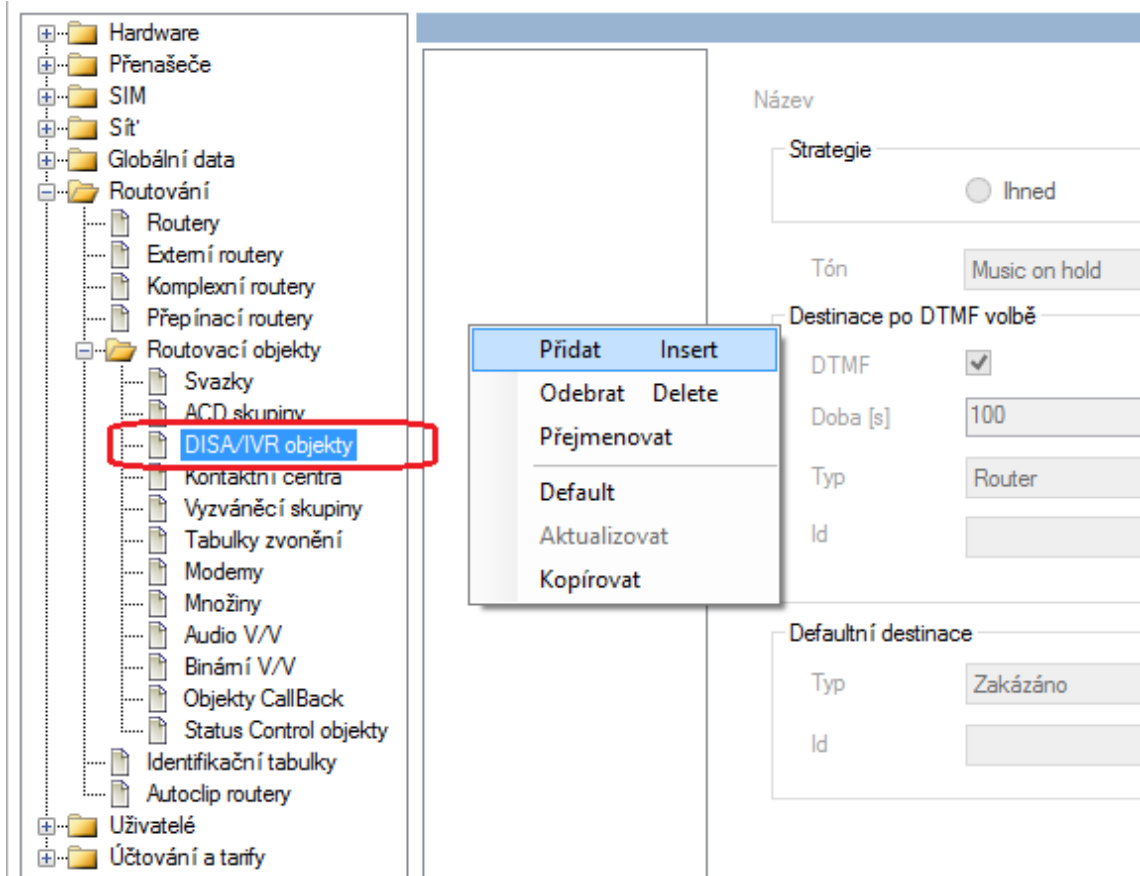 Hardware
Přenašeče
SIM
Síť
Globální data
Routování
Routery
Externí routery
Komplexní routery
Přepínací routery
Routovací objekty
Svazky
ACD skupiny
DISA/IVR objekty
Kontaktní centra
Vyzváněcí skupiny
Tabulky zvonění
Modemy
Množiny
Audio V/V
Binární V/V
Objekty CallBack
Status Control objekty
Identifikační tabulky
Autoclip routery
Uživatelé
Účtování a tarify
Přidat Insert
Odebrat Delete
Přejmenovat
Default
Aktualizovat
Kopírovat
Název
Strategie
Ihned
Tón Music on hold
Destinace po DTMF volbě
DTMF
Doba [s] 100
Typ Router
Id
Defaultní destinace
Typ Zakázáno
Id